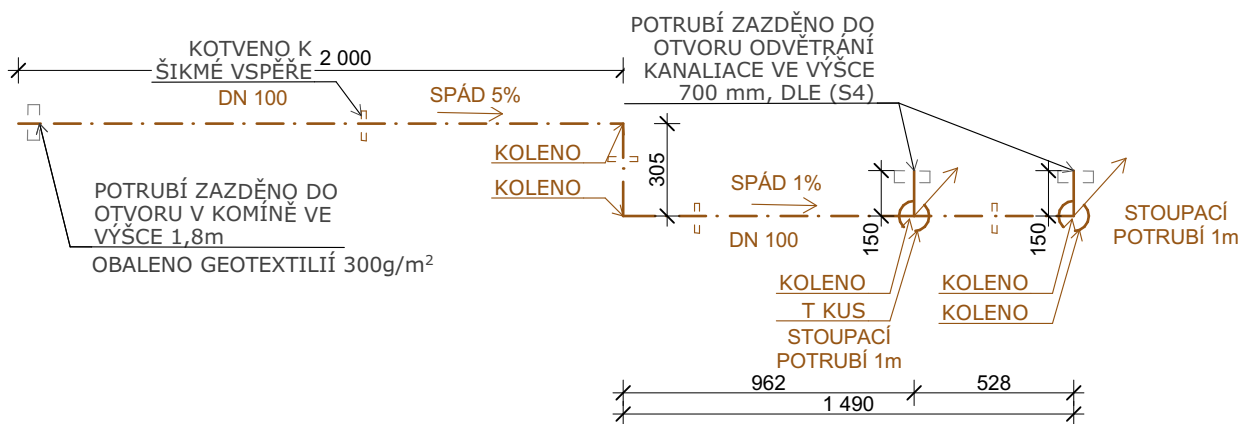 KOTVENO K
ŠIKMÉ VSPĚŘE
2 000
DN 100
SPÁD 5%
POTRUBÍ ZAZDĚNO DO
OTVORU ODVĚTRÁNÍ
KANALIACE VE VÝŠCE
700 mm, DLE (S4)
KOLENO
KOLENO
305
POTRUBÍ ZAZDĚNO DO
OTVORU V KOMÍNĚ VE
VÝŠCE 1,8m
OBALENO GEOTEXTILIÍ 300g/m²
SPÁD 1%
DN 100
150
150
STOUPACÍ
POTRUBÍ 1m
KOLENO
T KUS
STOUPACÍ
POTRUBÍ 1m
KOLENO
KOLENO
962
528
1 490